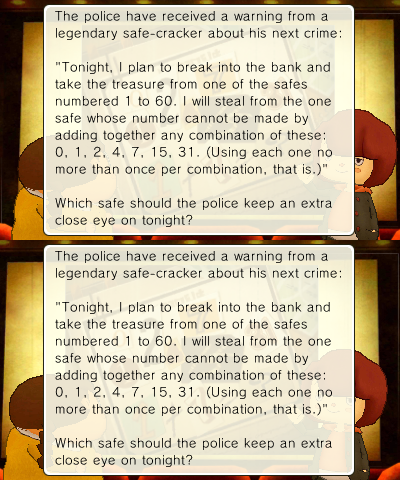 The police have received a warning from a
legendary safe-cracker about his next crime:
"Tonight, I plan to break into the bank and
take the treasure from one of the safes
numbered 1 to 60. I will steal from the one
safe whose number cannot be made by
adding together any combination of these:
0, 1, 2, 4, 7, 15, 31. (Using each one no
more than once per combination, that is.)"
Which safe should the police keep an extra
close eye on tonight?
The police have received a warning from a
legendary safe-cracker about his next crime:
"Tonight, I plan to break into the bank and
take the treasure from one of the safes
numbered 1 to 60. I will steal from the one
safe whose number cannot be made by
adding together any combination of these:
0, 1, 2, 4, 7, 15, 31. (Using each one no
more than once per combination, that is.)"
Which safe should the police keep an extra
close eye on tonight?